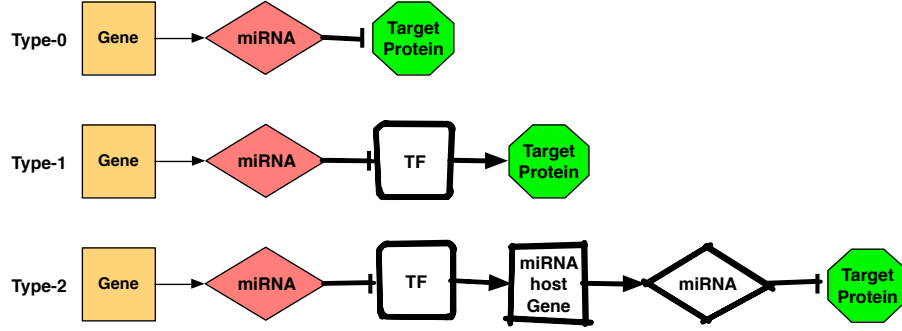 Type-0
Gene
miRNA
Target
Protein
Type-1
Gene
miRNA
TF
Target
Protein
Type-2
Gene
miRNA
TF
miRNA
host
Gene
miRNA
Target
Protein